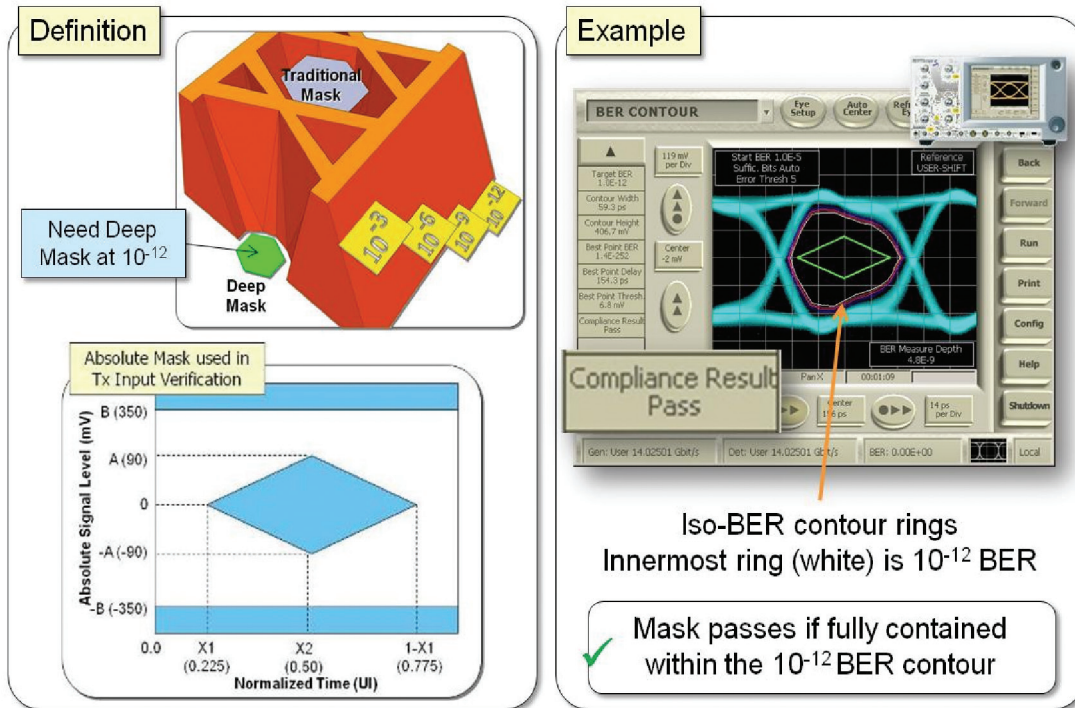 Definition
Traditional
Mask
Need Deep
Mask at 10-12
Deep
Mask
10-3
10-6
10-9
10-12
Absolute Mask used in
Tx Input Verification
Absolute Signal Level (mV)
B (350)
A (90)
0
-A (-90)
-B (-350)
0.0
X1
(0.225)
X2
(0.50)
1-X1
(0.775)
Normalized Time (UI)
Example
BER CONTOUR
Eye
Setup
Auto
Center
Target BER
1.0E-12
Contour Width
59.3 ps
Contour Height
406.7 mV
Best Point BER
1.4E-252
Best Point Delay
154.3 ps
Best Point Thresh.
6.8 mV
Compliance Result
Pass
119 mV
per Div
Center
-2 mV
Start BER 1.0E-5
Suffic. Bits Auto
Error Thresh 5
Reference
USER-SHIFT
BER Measure Depth
4.8E-9
Back
Forward
Run
Print
Config
Help
Shutdown
Compliance Result
Pass
Pan X
00:01:09
Center
156 ps
14 ps
per Div
Gen: User 14.02501 Gbit/s
Det: User 14.02501 Gbit/s
BER: 0.00E+00
Local
Iso-BER contour rings
Innermost ring (white) is 10-12 BER
Mask passes if fully contained
within the 10-12 BER contour